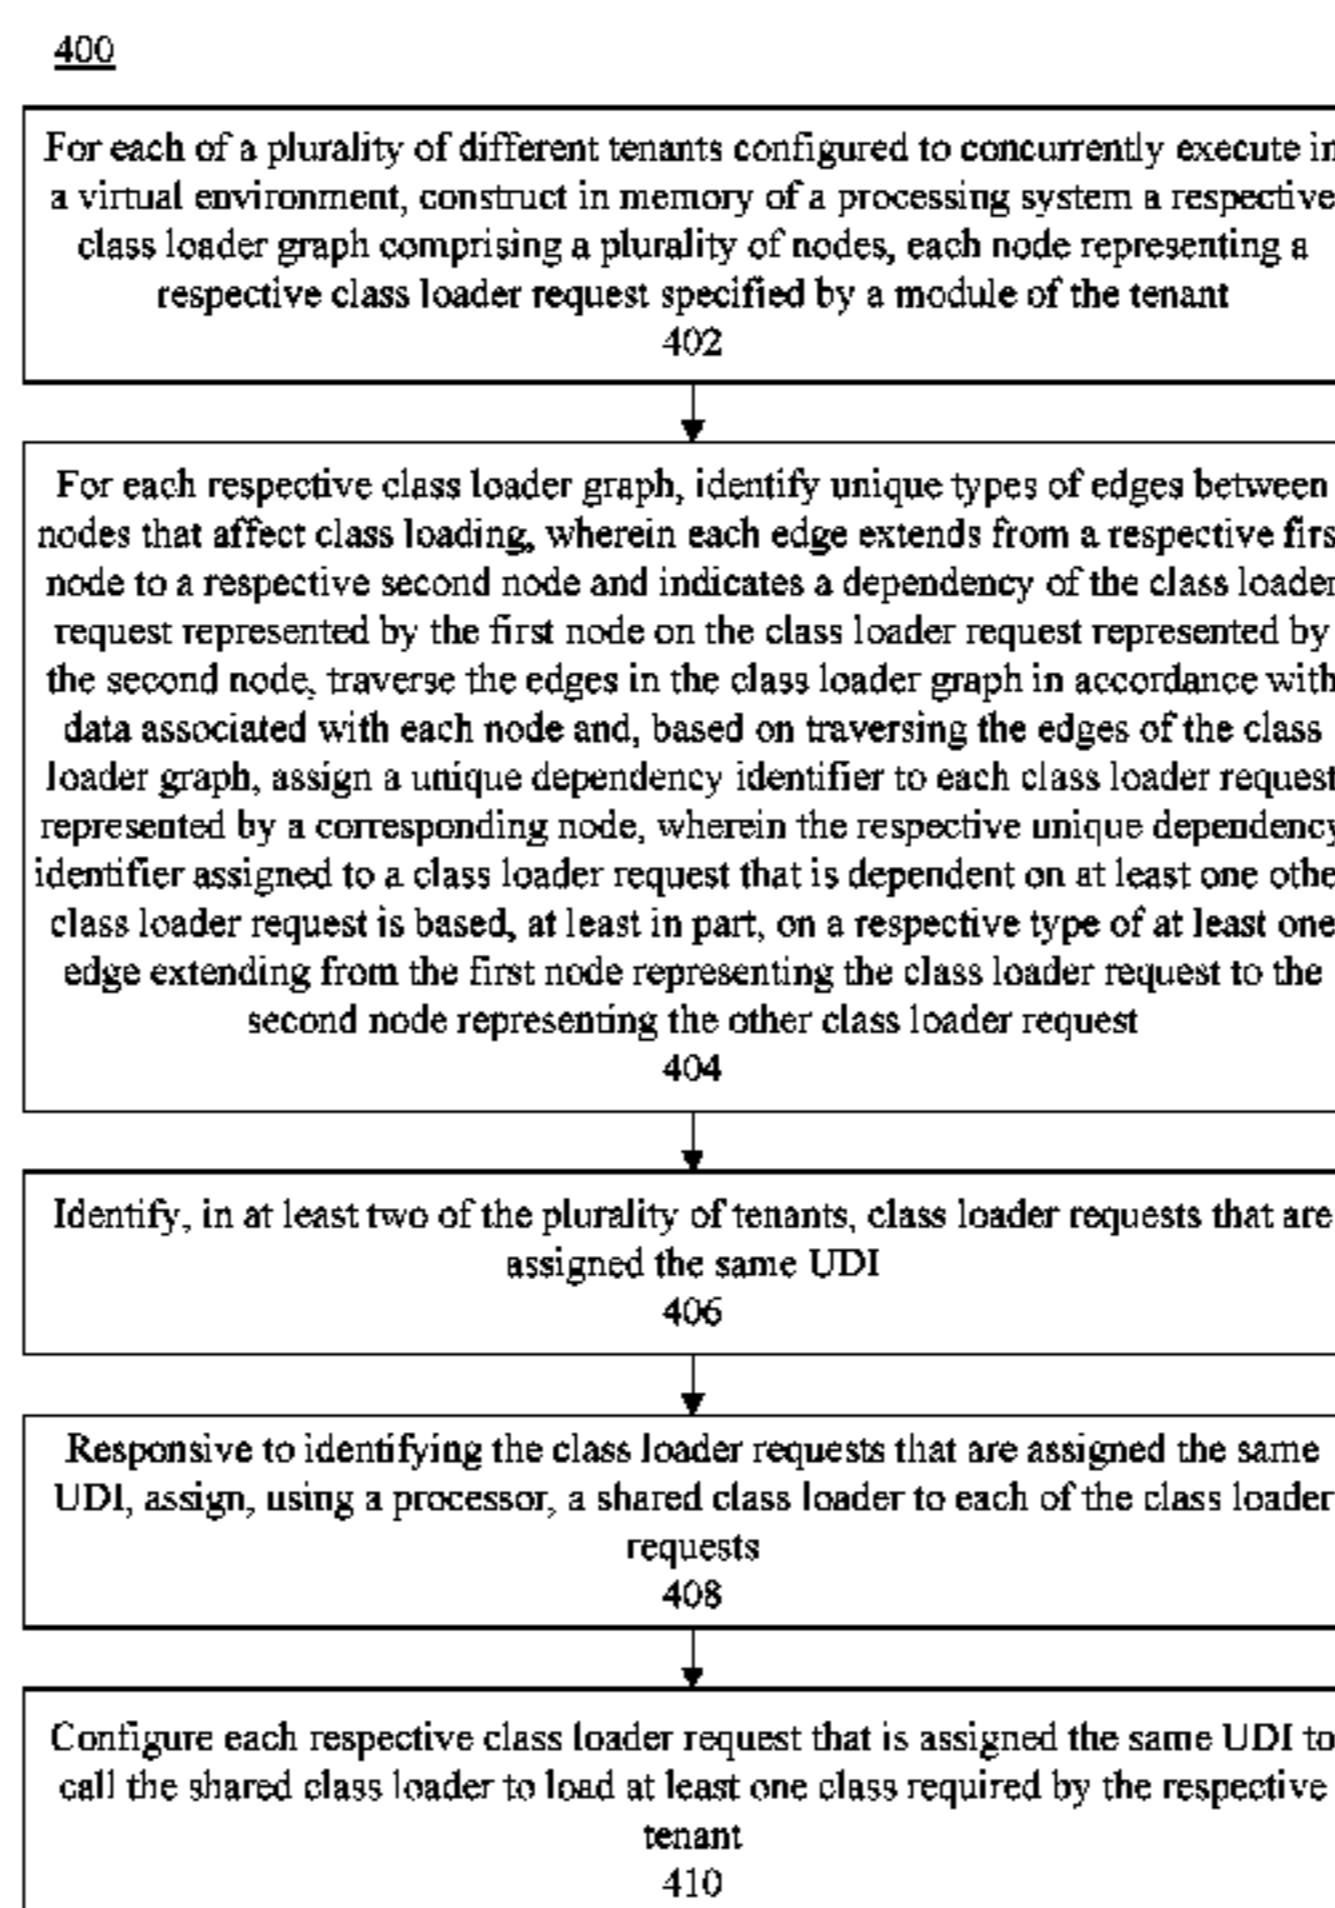 400
For each of a plurality of different tenants configured to concurrently execute in
a virtual environment, construct in memory of a processing system a respective
class loader graph comprising a plurality of nodes, each node representing a
respective class loader request specified by a module of the tenant
402
For each respective class loader graph, identify unique types of edges between
nodes that affect class loading, wherein each edge extends from a respective firs
node to a respective second node and indicates a dependency of the class loader
request represented by the first node on the class loader request represented by
the second node, traverse the edges in the class loader graph in accordance with
data associated with each node and, based on traversing the edges of the class
loader graph, assign a unique dependency identifier to each class loader request
represented by a corresponding node, wherein the respective unique dependency
identifier assigned to a class loader request that is dependent on at least one othe
class loader request is based, at least in part, on a respective type of at least one
edge extending from the first node representing the class loader request to the
second node representing the other class loader request
404
Identify, in at least two of the plurality of tenants, class loader requests that are
assigned the same UDI
406
Responsive to identifying the class loader requests that are assigned the same
UDI, assign, using a processor, a shared class loader to each of the class loader
requests
408
Configure each respective class loader request that is assigned the same UDI to
call the shared class loader to load at least one class required by the respective
tenant
410